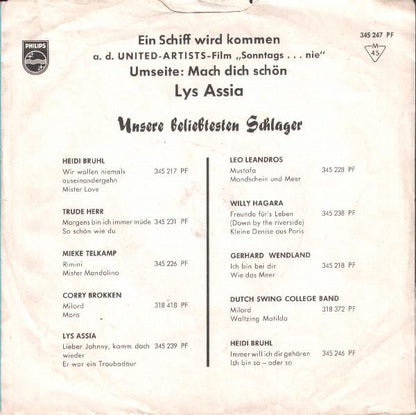 PHILIPS
Ein Schiff wird kommen
345 247 PF
a. d. UNITED-ARTISTS-Film „Sonntags . . . nie"
M
45
Umseite: Mach dich schön
Lys Assia
Unsere beliebtesten Schlager
HEIDI BRUHL
Wir wollen niemals
auseinandergehn 345 217 PF
Mister Love
TRUDE HERR
Morgens bin ich immer müde 345 231 PF
So schön wie du
MIEKE TELKAMP
Rimini 345 226 PF
Mister Mandolino
CORRY BROKKEN
Milord 318 418 PF
Mara
LYS ASSIA
Lieber Johnny, komm doch 345 239 PF
wieder
Er war ein Troubadour
LEO LEANDROS
Mustafa 345 228 PF
Mondschein und Meer
WILLY HAGARA
Freunde für's Leben 345 238 PF
(Down by the riverside)
Kleine Denise aus Paris
GERHARD WENDLAND
Ich bin bei dir 345 218 PF
Wie das Meer
DUTCH SWING COLLEGE BAND
Milord 318 372 PF
Waltzing Matilda
HEIDI BRUHL
Immer will ich dir gehören 345 246 PF
Ich bin so – oder so